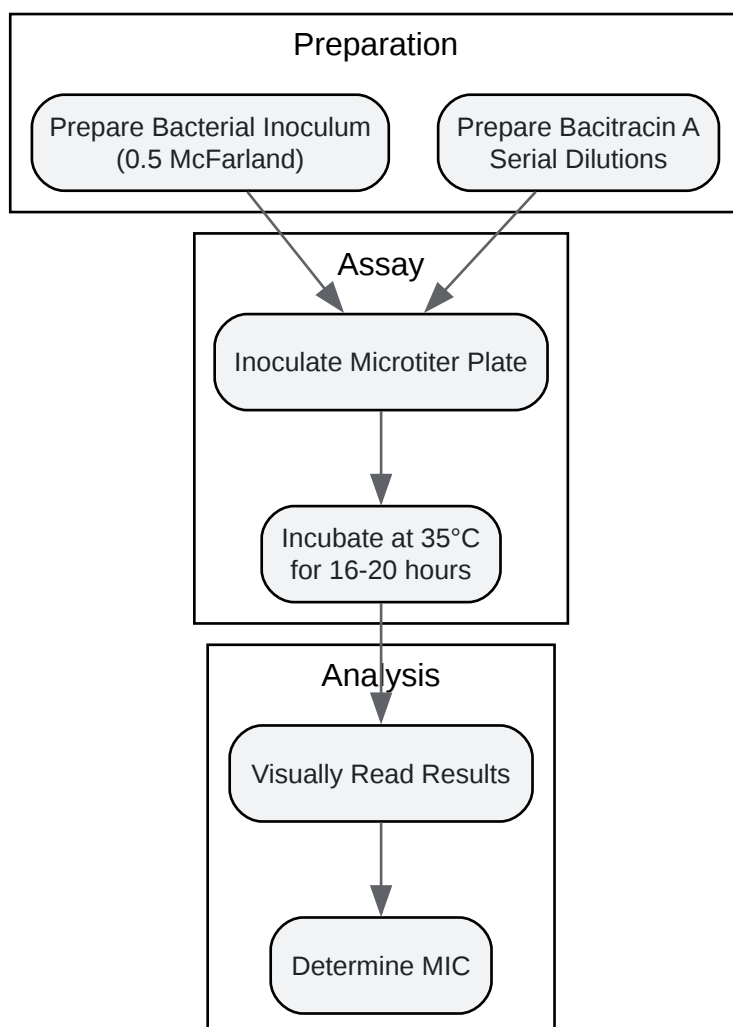 Preparation
Prepare Bacterial Inoculum
(0.5 McFarland)
Prepare Bacitracin A
Serial Dilutions
Assay
Inoculate Microtiter Plate
Incubate at 35°C
for 16-20 hours
Analysis
Visually Read Results
Determine MIC